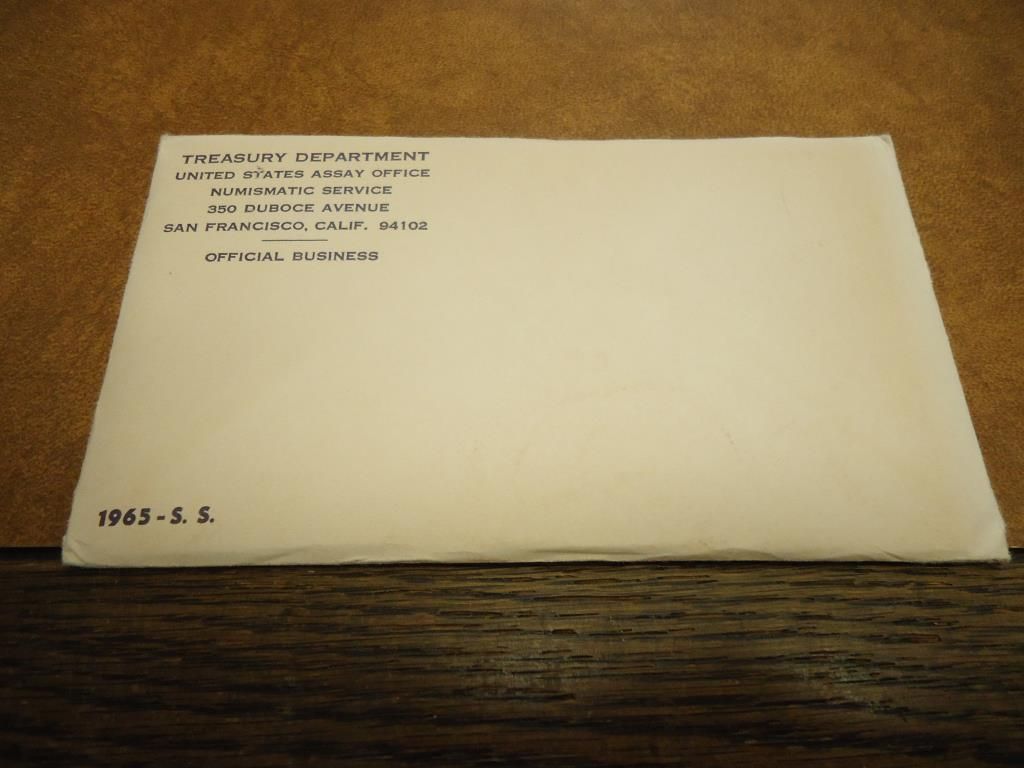 TREASURY DEPARTMENT
UNITED STATES ASSAY OFFICE
NUMISMATIC SERVICE
350 DUBOCE AVENUE
SAN FRANCISCO, CALIF. 94102
OFFICIAL BUSINESS
1965-S. S.